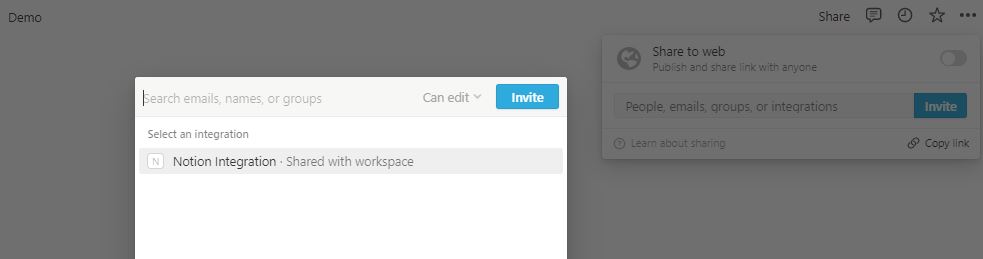 Demo
Share
Share to web
Publish and share link with anyone
Search emails, names, or groups
Can edit
Invite
People, emails, groups, or integrations
Invite
Select an integration
N
Notion Integration · Shared with workspace
? Learn about sharing
Copy link